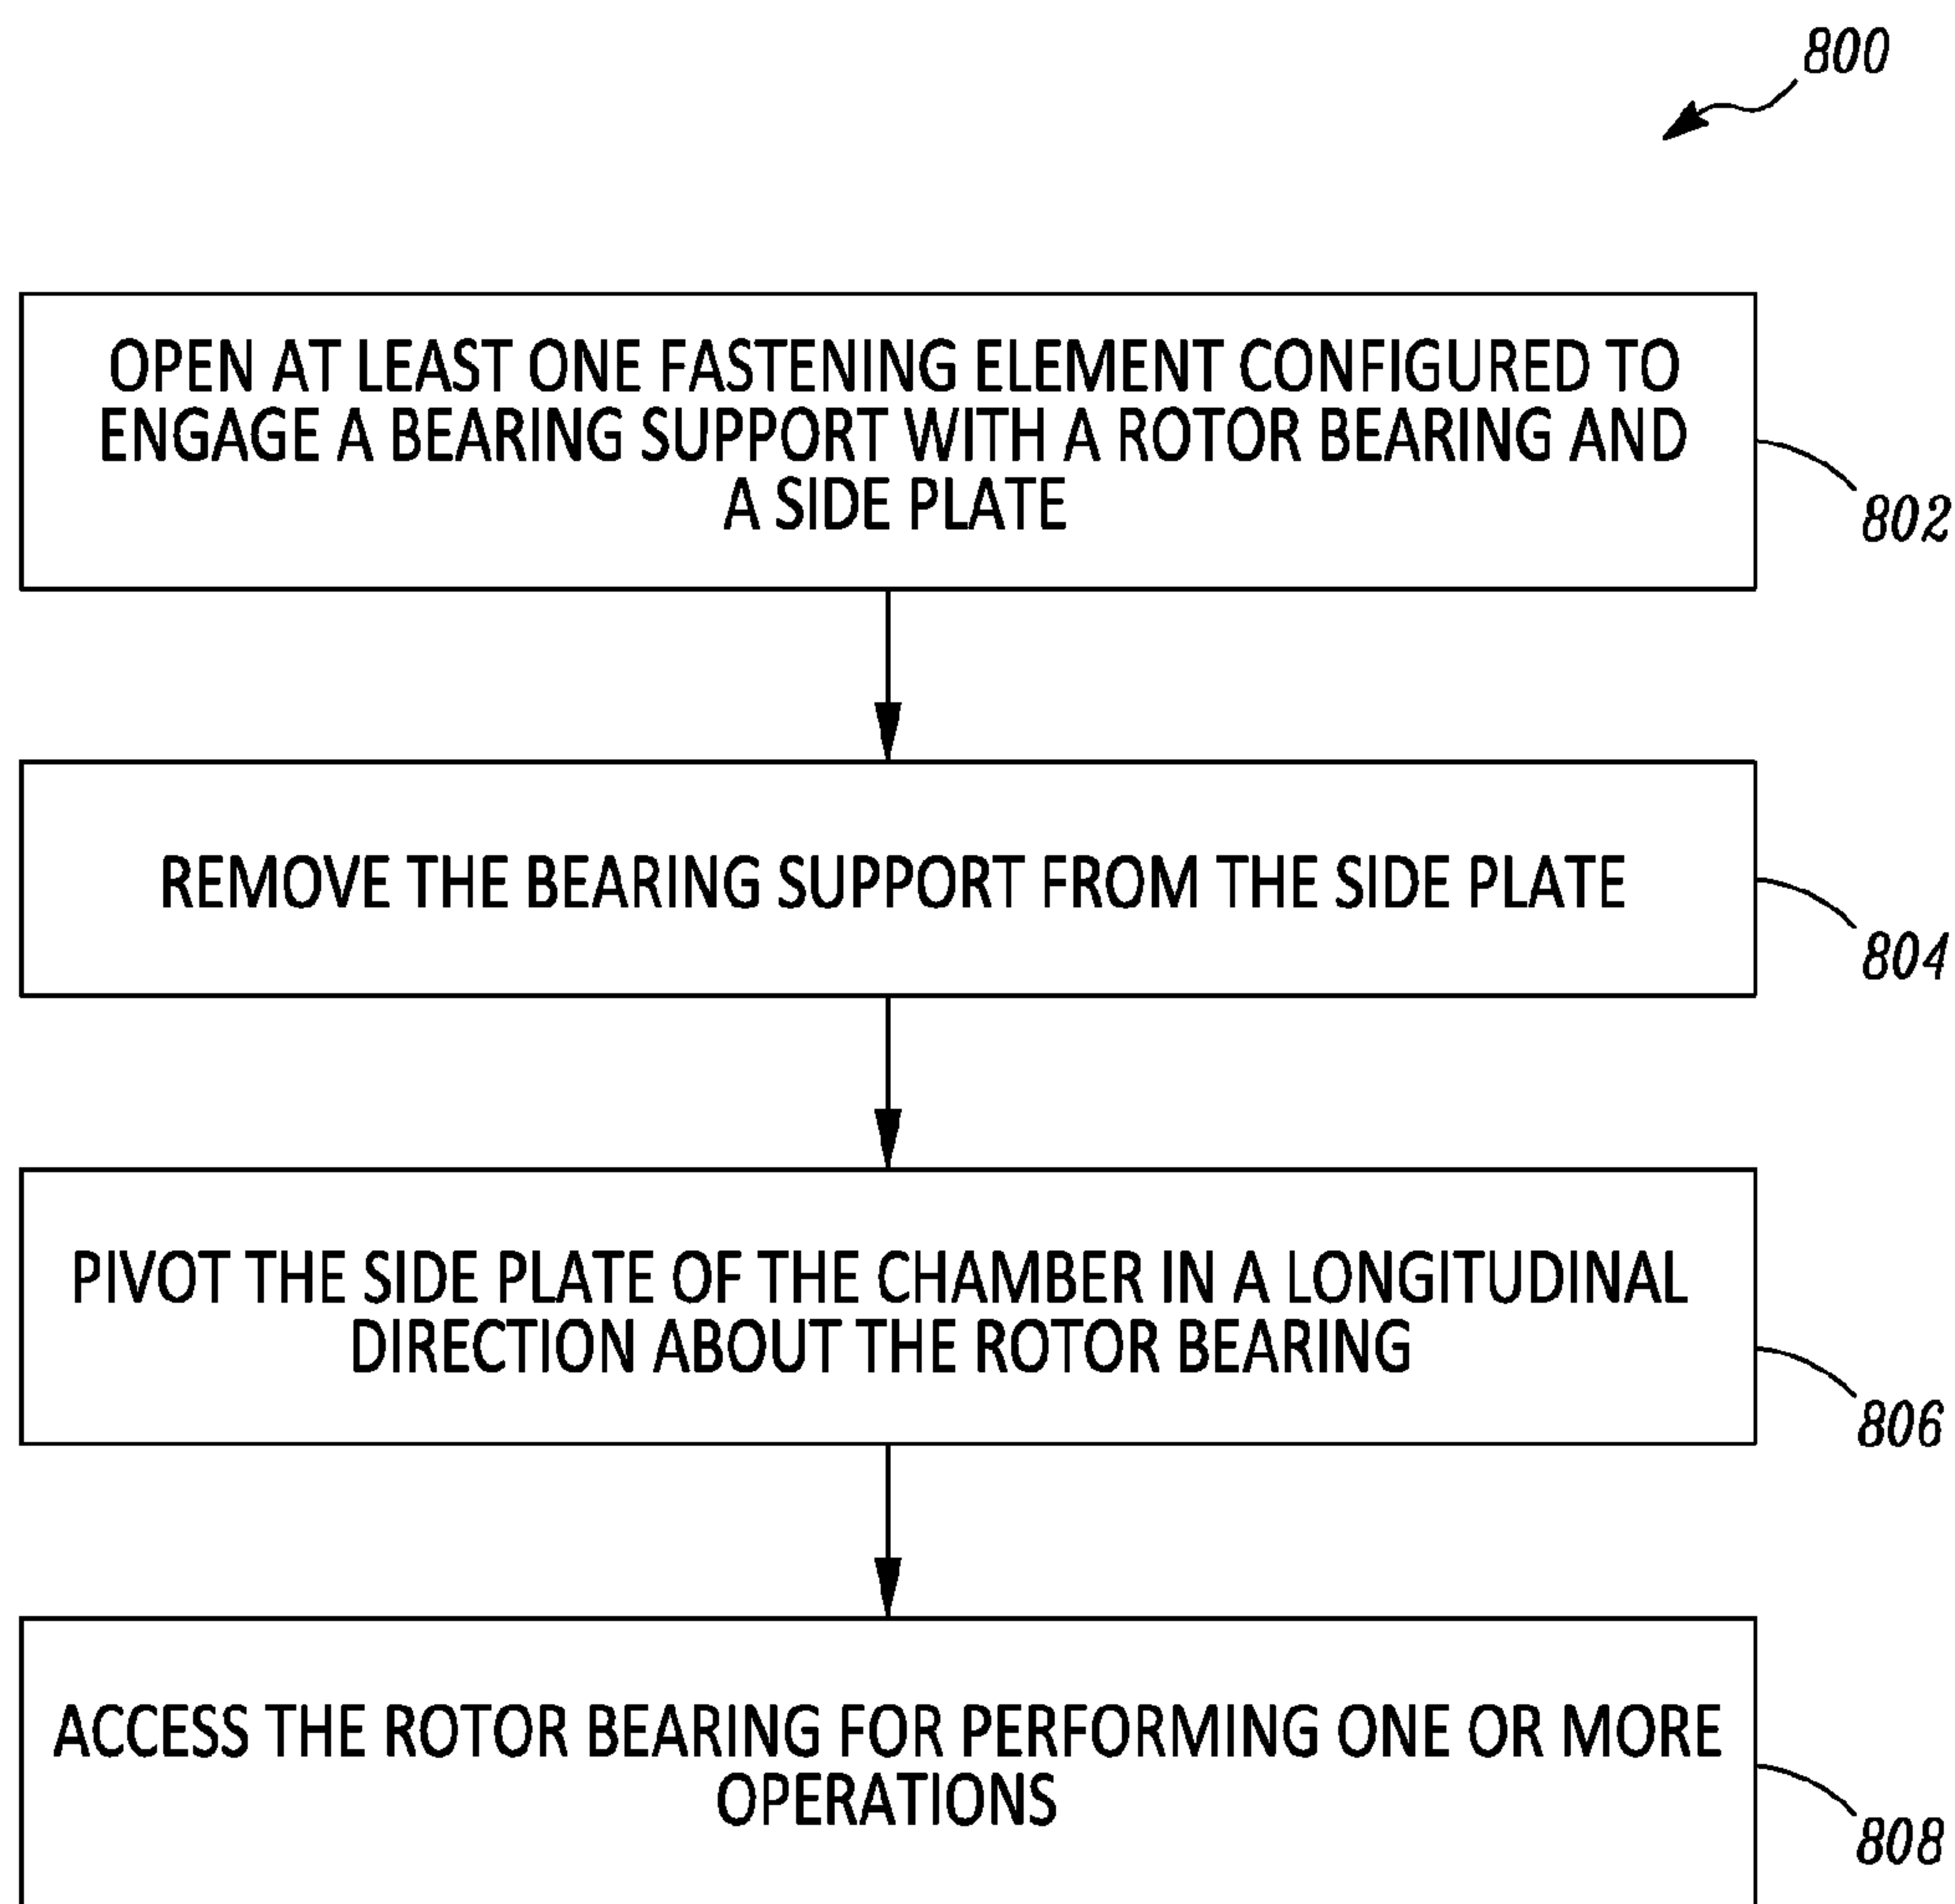 800
OPEN AT LEAST ONE FASTENING ELEMENT CONFIGURED TO
ENGAGE A BEARING SUPPORT WITH A ROTOR BEARING AND
A SIDE PLATE
802
REMOVE THE BEARING SUPPORT FROM THE SIDE PLATE
804
PIVOT THE SIDE PLATE OF THE CHAMBER IN A LONGITUDINAL
DIRECTION ABOUT THE ROTOR BEARING
806
ACCESS THE ROTOR BEARING FOR PERFORMING ONE OR MORE
OPERATIONS
808